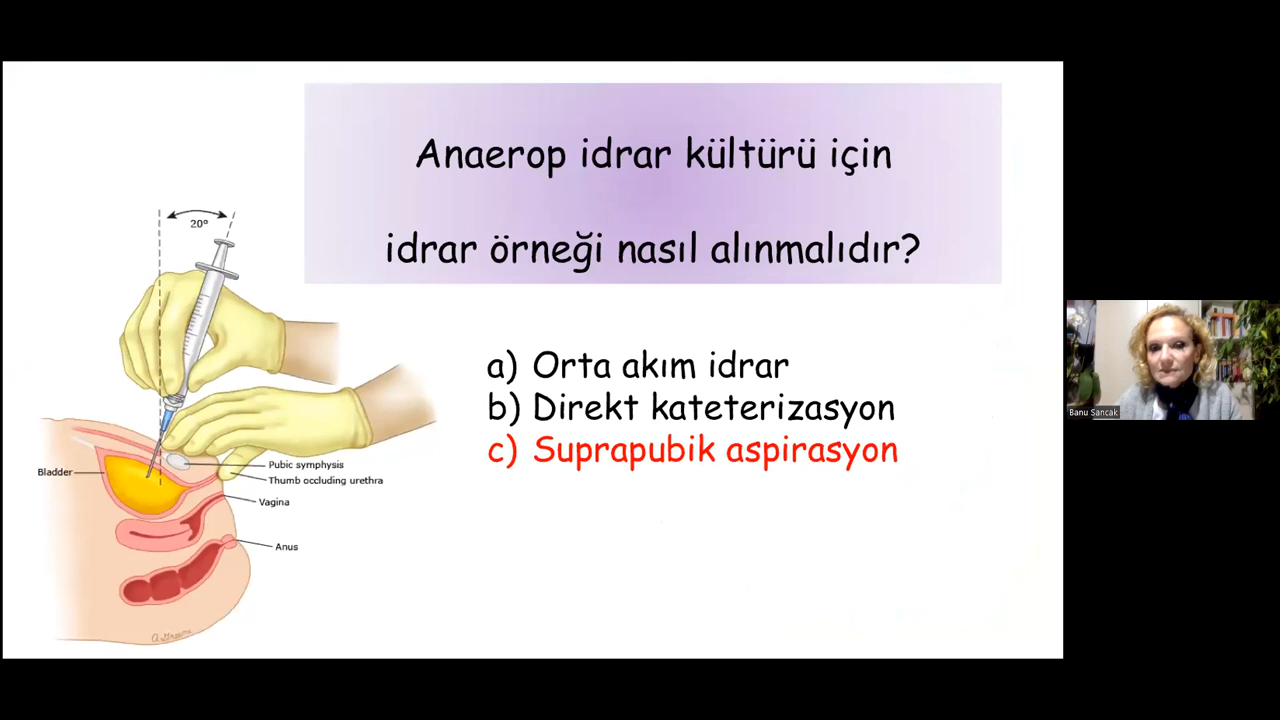 Anaerop idrar kültürü için
idrar örneği nasıl alınmalıdır?
20°
a) Orta akım idrar
b) Direkt kateterizasyon
c) Suprapubik aspirasyon
Bladder
Pubic symphysis
Thumb occluding urethra
Vagina
Anus
Banu Sancak